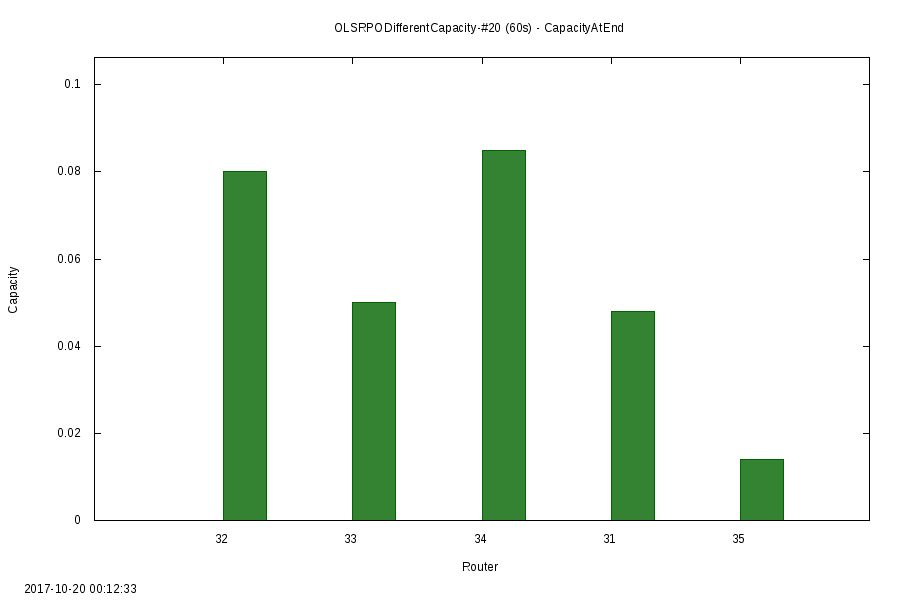 OLSRPODifferentCapacity-#20 (60s) - CapacityAtEnd
0.1
0.08
0.06
0.04
0.02
0
Capacity
32 33 34 31 35
Router
2017-10-20 00:12:33